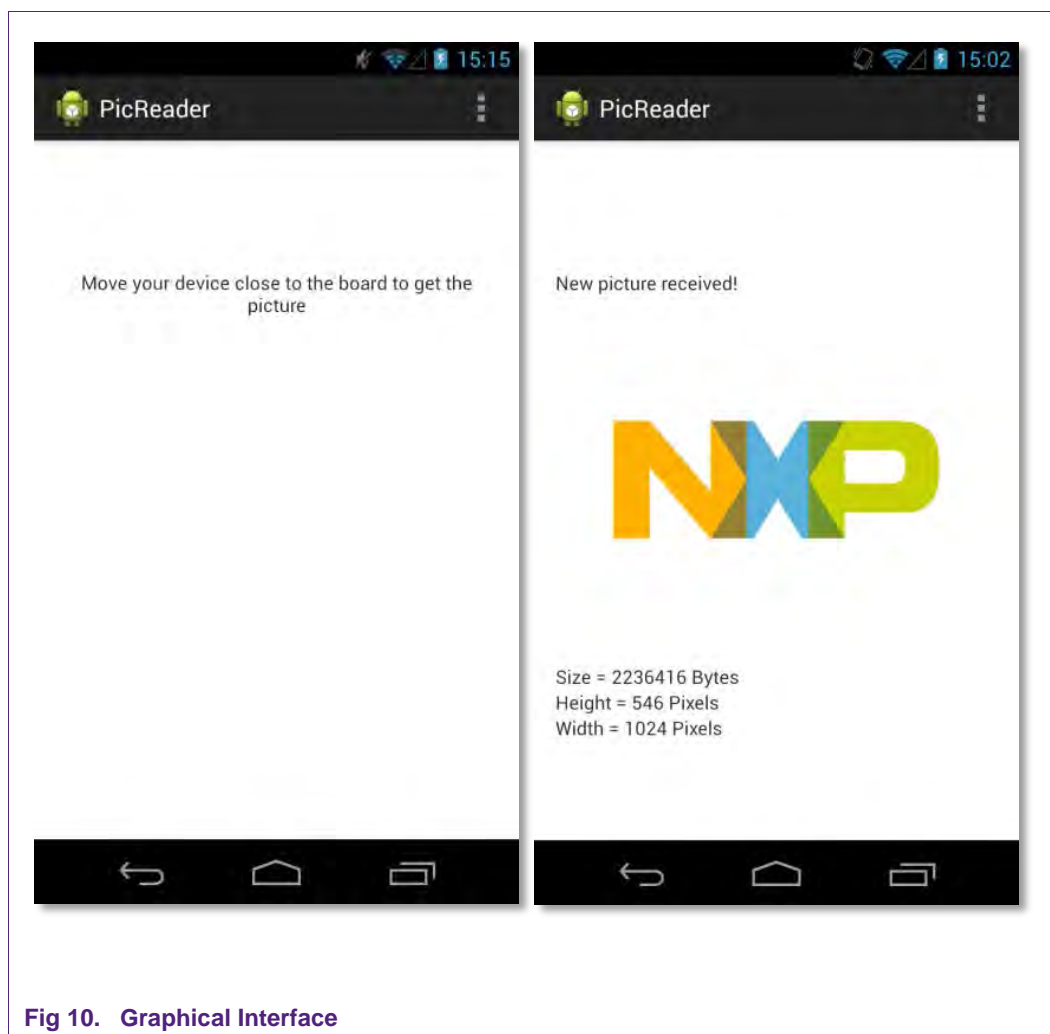 15:15
PicReader
Move your device close to the board to get the
picture
15:02
PicReader
New picture received!
NXP
Size = 2236416 Bytes
Height = 546 Pixels
Width = 1024 Pixels
Fig 10. Graphical Interface